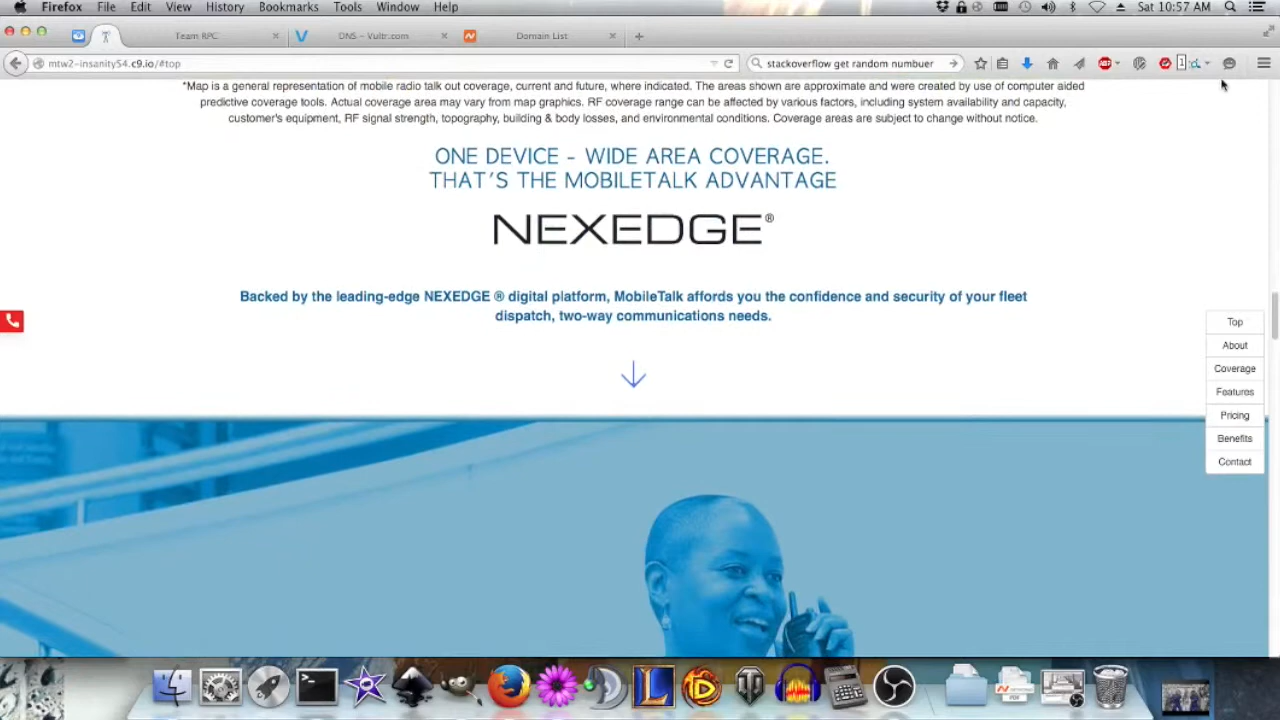 Firefox File Edit View History Bookmarks Tools Window Help
Sat 10:57 AM
Team RPC
DNS – Vultr.com
Domain List
mtw2-insanity54.c9.io/#top
stackoverflow get random numbuer
ABP
1
*Map is a general representation of mobile radio talk out coverage, current and future, where indicated. The areas shown are approximate and were created by use of computer aided
predictive coverage tools. Actual coverage area may vary from map graphics. RF coverage range can be affected by various factors, including system availability and capacity,
customer's equipment, RF signal strength, topography, building & body losses, and environmental conditions. Coverage areas are subject to change without notice.
ONE DEVICE - WIDE AREA COVERAGE.
THAT'S THE MOBILETALK ADVANTAGE
NEXEDGE®
Backed by the leading-edge NEXEDGE ® digital platform, MobileTalk affords you the confidence and security of your fleet
dispatch, two-way communications needs.
Top
About
Coverage
Features
Pricing
Benefits
Contact